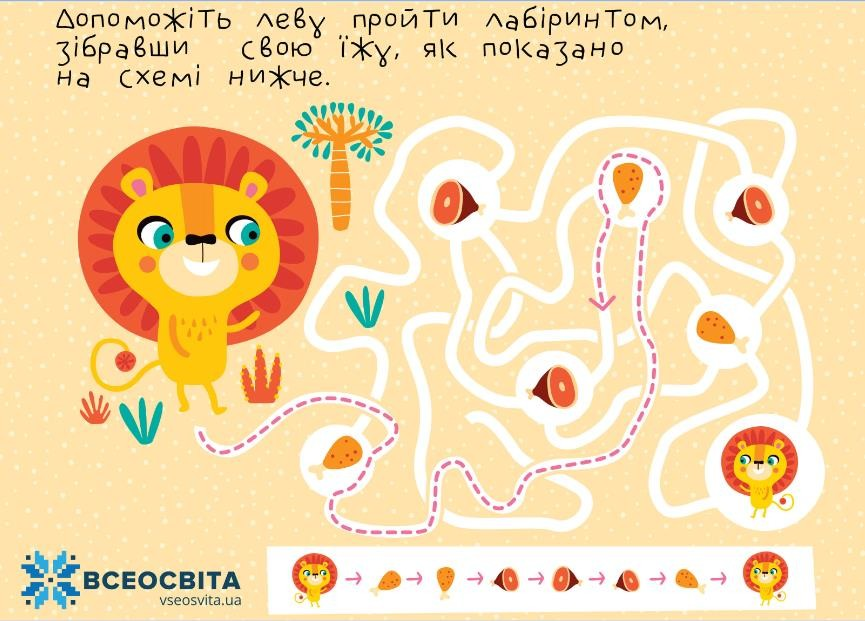 Допоможіть леву пройти лабіринтом,
зібравши свою їжу, як показано
на схемі нижче.
ВСЕОСВІТА
vseosvita.ua